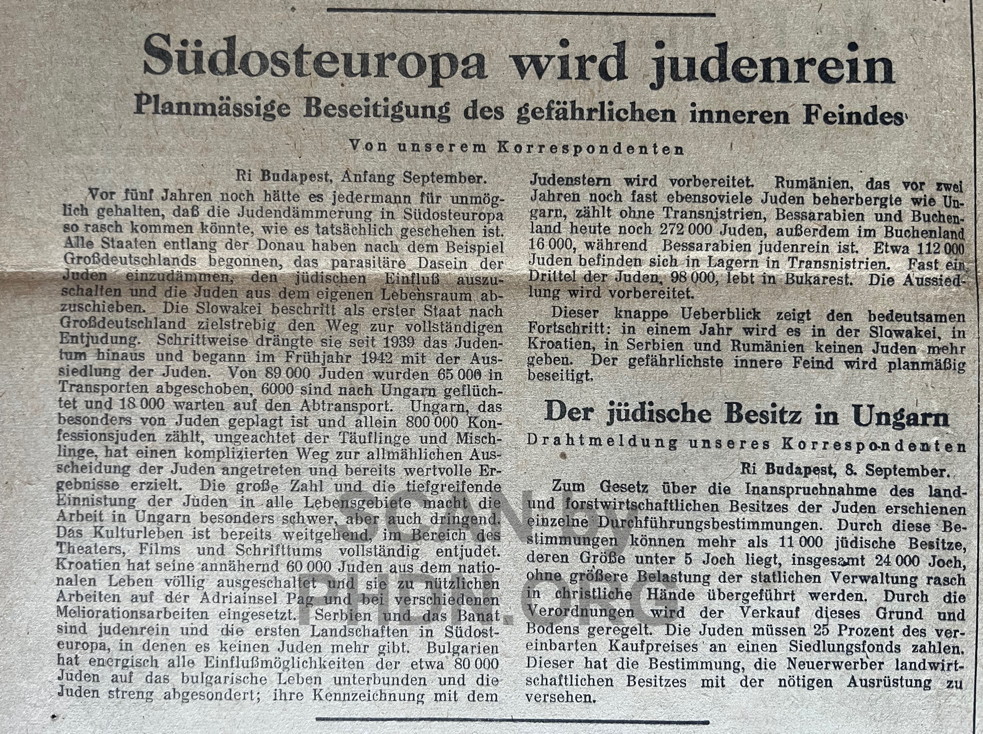 Südosteuropa wird judenrein
Planmässige Beseitigung des gefährlichen inneren Feindes
Von unserem Korrespondenten
Ri Budapest, Anfang September.
Vor fünf Jahren noch hätte es jedermann für unmög-
lich gehalten, daß die Judendämmerung in Südosteuropa
so rasch kommen könnte, wie es tatsächlich geschehen ist.
Alle Staaten entlang der Donau haben nach dem Beispiel
Großdeutschlands begonnen, das parasitäre Dasein der
Juden einzudämmen, den jüdischen Einfluß auszu-
schalten und die Juden aus dem eigenen Lebensraum ab-
zuschieben. Die Slowakei beschritt als erster Staat nach
Großdeutschland zielstrebig den Weg zur vollständigen
Entjudung. Schrittweise drängte sie seit 1939 das Juden-
tum hinaus und begann im Frühjahr 1942 mit der Aus-
siedlung der Juden. Von 89 000 Juden wurden 65 000 in
Transporten abgeschoben, 6000 sind nach Ungarn geflüch-
tet und 18 000 warten auf den Abtransport. Ungarn, das
besonders von Juden geplagt ist und allein 800 000 Kon-
fessionsjuden zählt, ungeachtet der Täuflinge und Misch-
linge, hat einen komplizierten Weg zur allmählichen Aus-
scheidung der Juden angetreten und bereits wertvolle Er-
gebnisse erzielt. Die große Zahl und die tiefgreifende
Einnistung der Juden in alle Lebensgebiete macht die
Arbeit in Ungarn besonders schwer, aber auch dringend.
Das Kulturleben ist bereits weitgehend, im Bereich des
Theaters, Films und Schrifttums vollständig entjudet.
Kroatien hat seine annähernd 60 000 Juden aus dem natio-
nalen Leben völlig ausgeschaltet und sie zu nützlichen
Arbeiten auf der Adriainsel Pag und bei verschiedenen
Meliorationsarbeiten eingesetzt. Serbien und das Banat
sind judenrein und die ersten Landschaften in Südost-
europa, in denen es keinen Juden mehr gibt. Bulgarien
hat energisch alle Einflußmöglichkeiten der etwa 80 000
Juden auf das bulgarische Leben unterbunden und die
Juden streng abgesondert; ihre Kennzeichnung mit dem
Judenstern wird vorbereitet. Rumänien, das vor zwei
Jahren noch fast ebensoviele Juden beherbergte wie Un-
garn, zählt ohne Transnistrien, Bessarabien und Buchen-
land heute noch 272 000 Juden, außerdem im Buchenland
16 000, während Bessarabien judenrein ist. Etwa 112 000
Juden befinden sich in Lagern in Transnistrien. Fast ein
Drittel der Juden, 98 000, lebt in Bukarest. Die Aussied-
lung wird vorbereitet.
Dieser knappe Ueberblick zeigt den bedeutsamen
Fortschritt: in einem Jahr wird es in der Slowakei, in
Kroatien, in Serbien und Rumänien keinen Juden mehr
geben. Der gefährlichste innere Feind wird planmäßig
beseitigt.
Der jüdische Besitz in Ungarn
Drahtmeldung unseres Korrespondenten
Ri Budapest, 8. September.
Zum Gesetz über die Inanspruchnahme des land-
und forstwirtschaftlichen Besitzes der Juden erschienen
einzelne Durchführungsbestimmungen. Durch diese Be-
stimmungen können mehr als 11 000 jüdische Besitze,
deren Größe unter 5 Joch liegt, insgesamt 24 000 Joch,
ohne größere Belastung der statlichen Verwaltung rasch
in christliche Hände übergeführt werden. Durch die
Verordnungen wird der Verkauf dieses Grund und
Bodens geregelt. Die Juden müssen 25 Prozent des ver-
einbarten Kaufpreises an einen Siedlungsfonds zahlen.
Dieser hat die Bestimmung, die Neuerwerber landwirt-
schaftlichen Besitzes mit der nötigen Ausrüstung zu
versehen.
SCAN by
PHDN.ORG